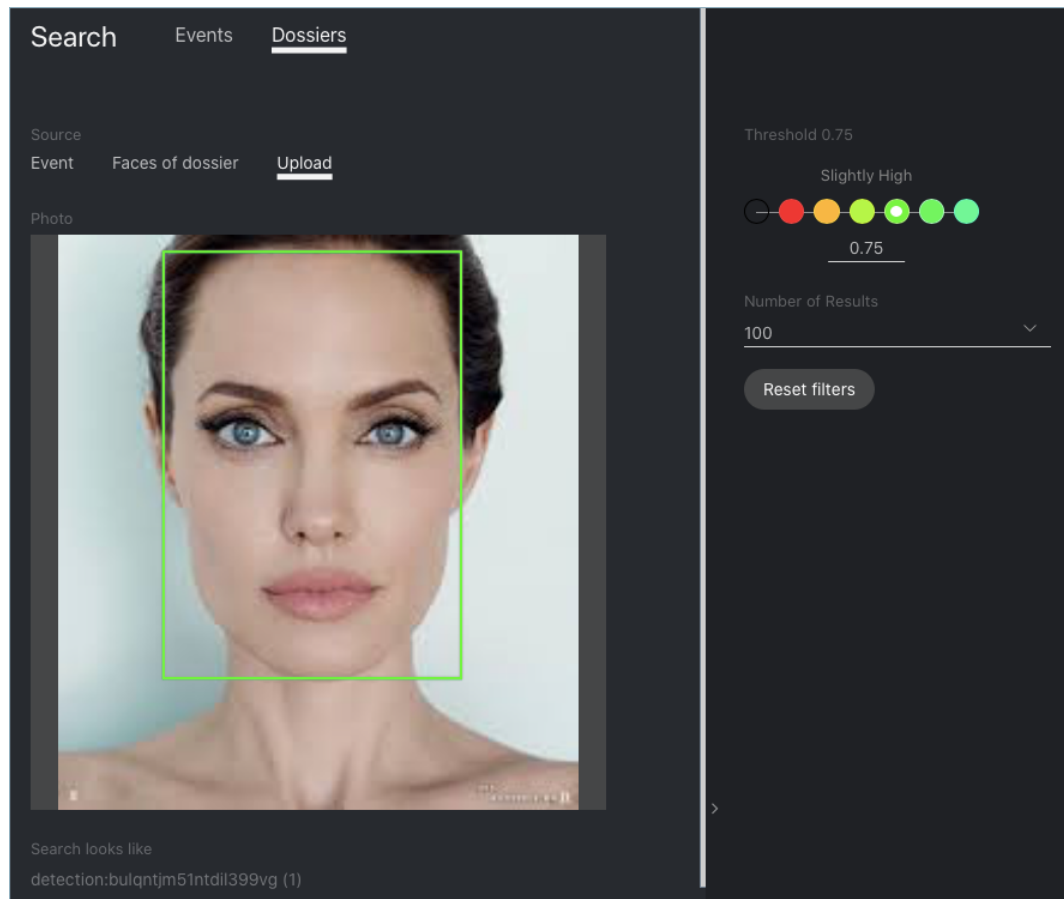 Search Events Dossiers
Source
Event Faces of dossier Upload
Photo
Search looks like
detection:bulqntjm51ntdil399vg (1)
Threshold 0.75
Slightly High
0.75
Number of Results
100
Reset filters